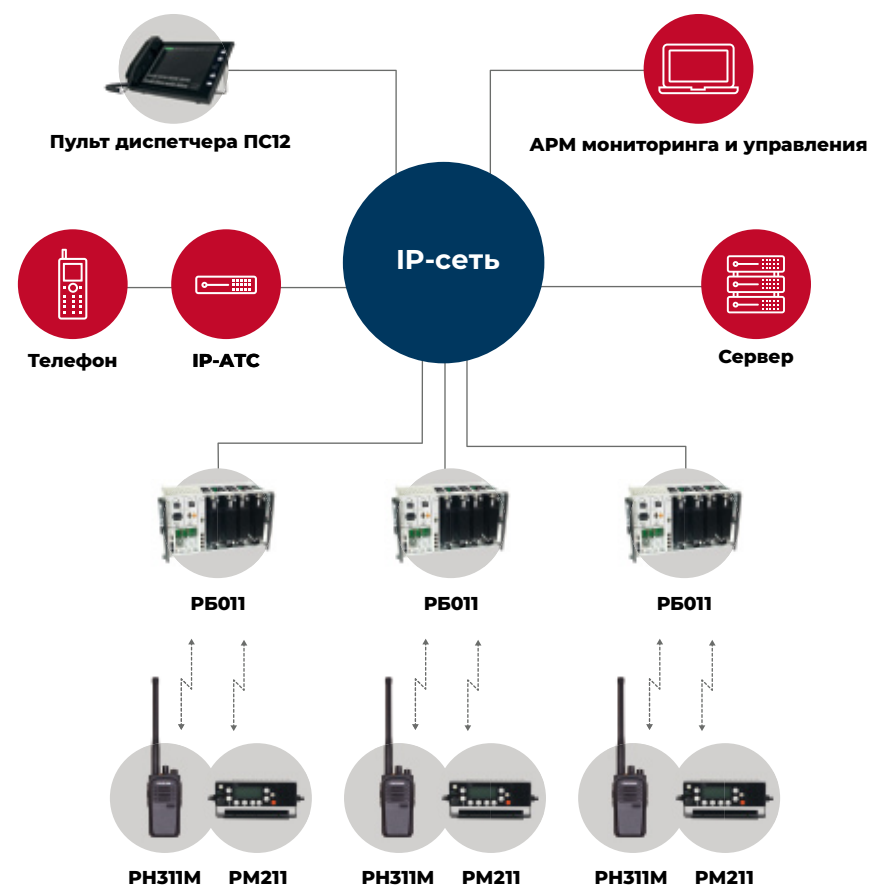 Пульт диспетчера ПС12
АРМ мониторинга и управления
IP-сеть
Телефон
IP-АТС
Сервер
РБ011
РБ011
РБ011
РН311М
РМ211
РН311М
РМ211
РН311М
РМ211